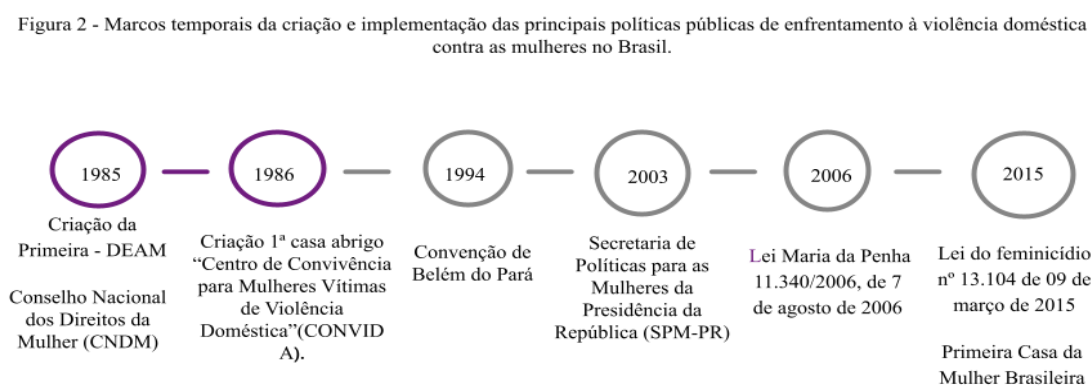 Figura 2 - Marcos temporais da criação e implementação das principais políticas públicas de enfrentamento à violência doméstica
contra as mulheres no Brasil.
1985
Criação da
Primeira - DEAM
Conselho Nacional
dos Direitos da
Mulher (CNDM)
1986
Criação 1ª casa abrigo
“Centro de Convivência
para Mulheres Vítimas
de Violência
Doméstica”(CONVID
A).
1994
Convenção de
Belém do Pará
2003
Secretaria de
Políticas para as
Mulheres da
Presidência da
República (SPM-PR)
2006
Lei Maria da Penha
11.340/2006, de 7
de agosto de 2006
2015
Lei do feminicídio
nº 13.104 de 09 de
março de 2015
Primeira Casa da
Mulher Brasileira